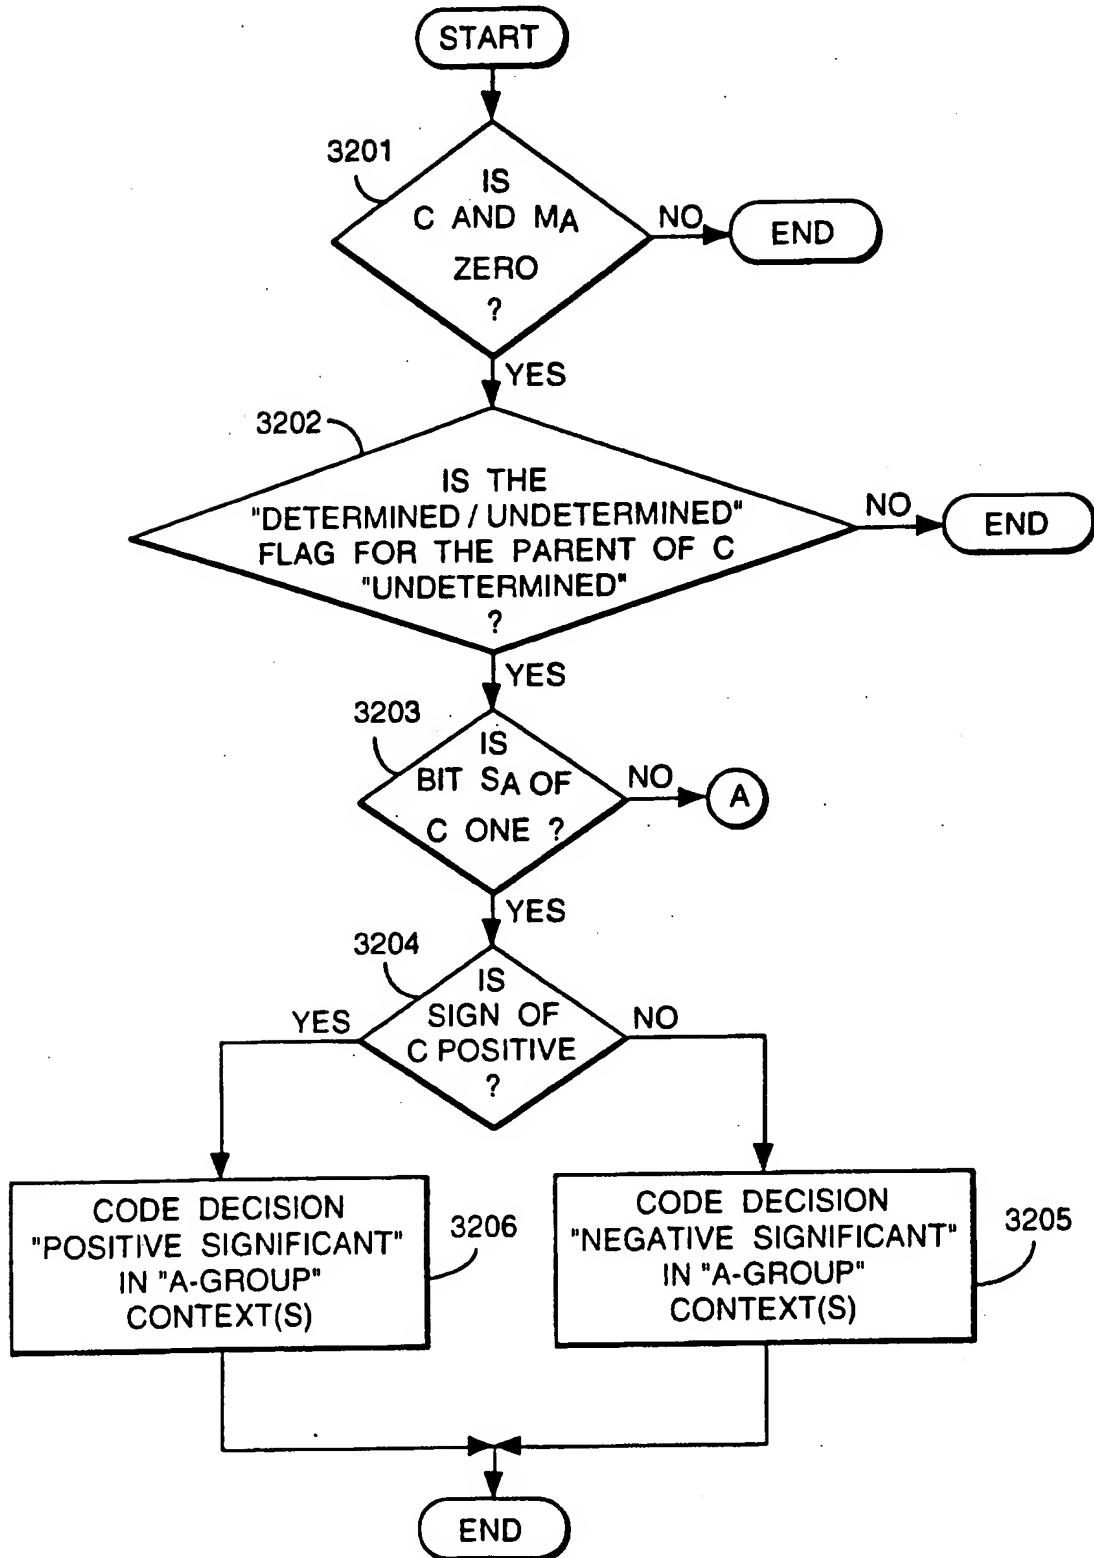 START
3201
IS
C AND MA
ZERO
?
NO
END
YES
3202
IS THE
"DETERMINED / UNDETERMINED"
FLAG FOR THE PARENT OF C
"UNDETERMINED"
?
NO
END
YES
3203
IS
BIT SA OF
C ONE ?
NO
A
YES
3204
IS
SIGN OF
C POSITIVE
?
YES
NO
CODE DECISION
"POSITIVE SIGNIFICANT"
IN "A-GROUP"
CONTEXT(S)
3206
CODE DECISION
"NEGATIVE SIGNIFICANT"
IN "A-GROUP"
CONTEXT(S)
3205
END